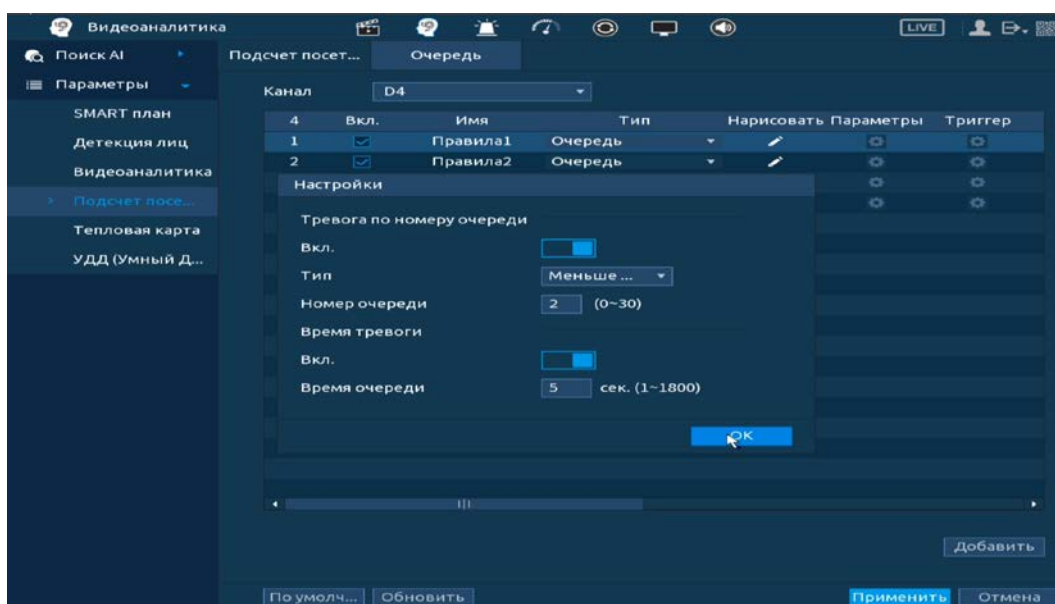 Видеоаналитика LIVE
Поиск AI Подсчет посет... Очередь
Параметры Канал D4
SMART план 4 Вкл. Имя Тип Нарисовать Параметры Триггер
Детекция лиц 1 Правила1 Очередь
2 Правила2 Очередь
Видеоаналитика Настройки
Подсчет посе...
Тревога по номеру очереди
Тепловая карта Вкл.
УДД (Умный Д... Тип Меньше ...
Номер очереди 2 (0~30)
Время тревоги
Вкл.
Время очереди 5 сек. (1~1800)
OK
Добавить
По умолч... Обновить Применить Отмена